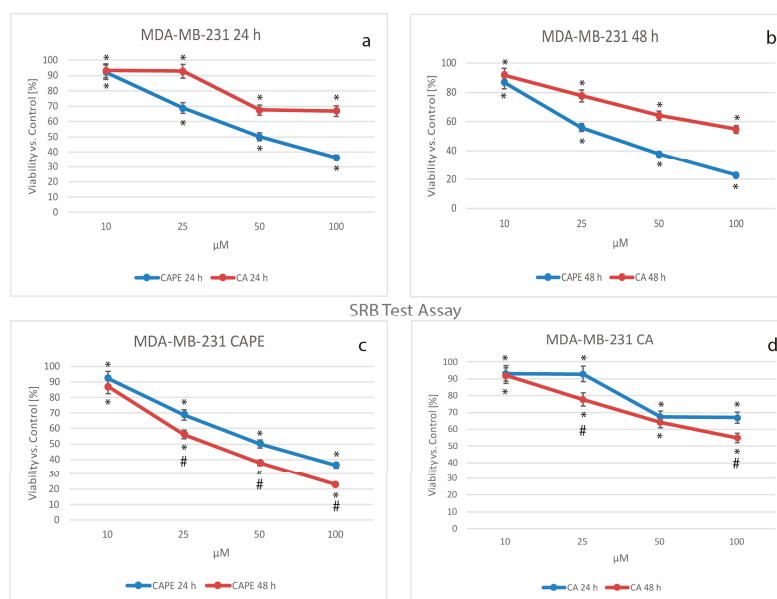 MDA-MB-231 24 h
a
Viability vs. Control [%]
100
90
80
70
60
50
40
30
20
10
0
* * * *
* * * *
10 25 50 100
µM
CAPE 24 h CA 24 h
MDA-MB-231 48 h
b
Viability vs. Control [%]
100
80
60
40
20
0
* * * *
* * * *
10 25 50 100
µM
CAPE 48 h CA 48 h
SRB Test Assay
MDA-MB-231 CAPE
c
Viability vs. Control [%]
100
90
80
70
60
50
40
30
20
10
0
* * * *
* * * *
# # #
10 25 50 100
µM
CAPE 24 h CAPE 48 h
MDA-MB-231 CA
d
Viability vs. Control [%]
100
90
80
70
60
50
40
30
20
10
0
* * * *
* * * *
# #
10 25 50 100
µM
CA 24 h CA 48 h